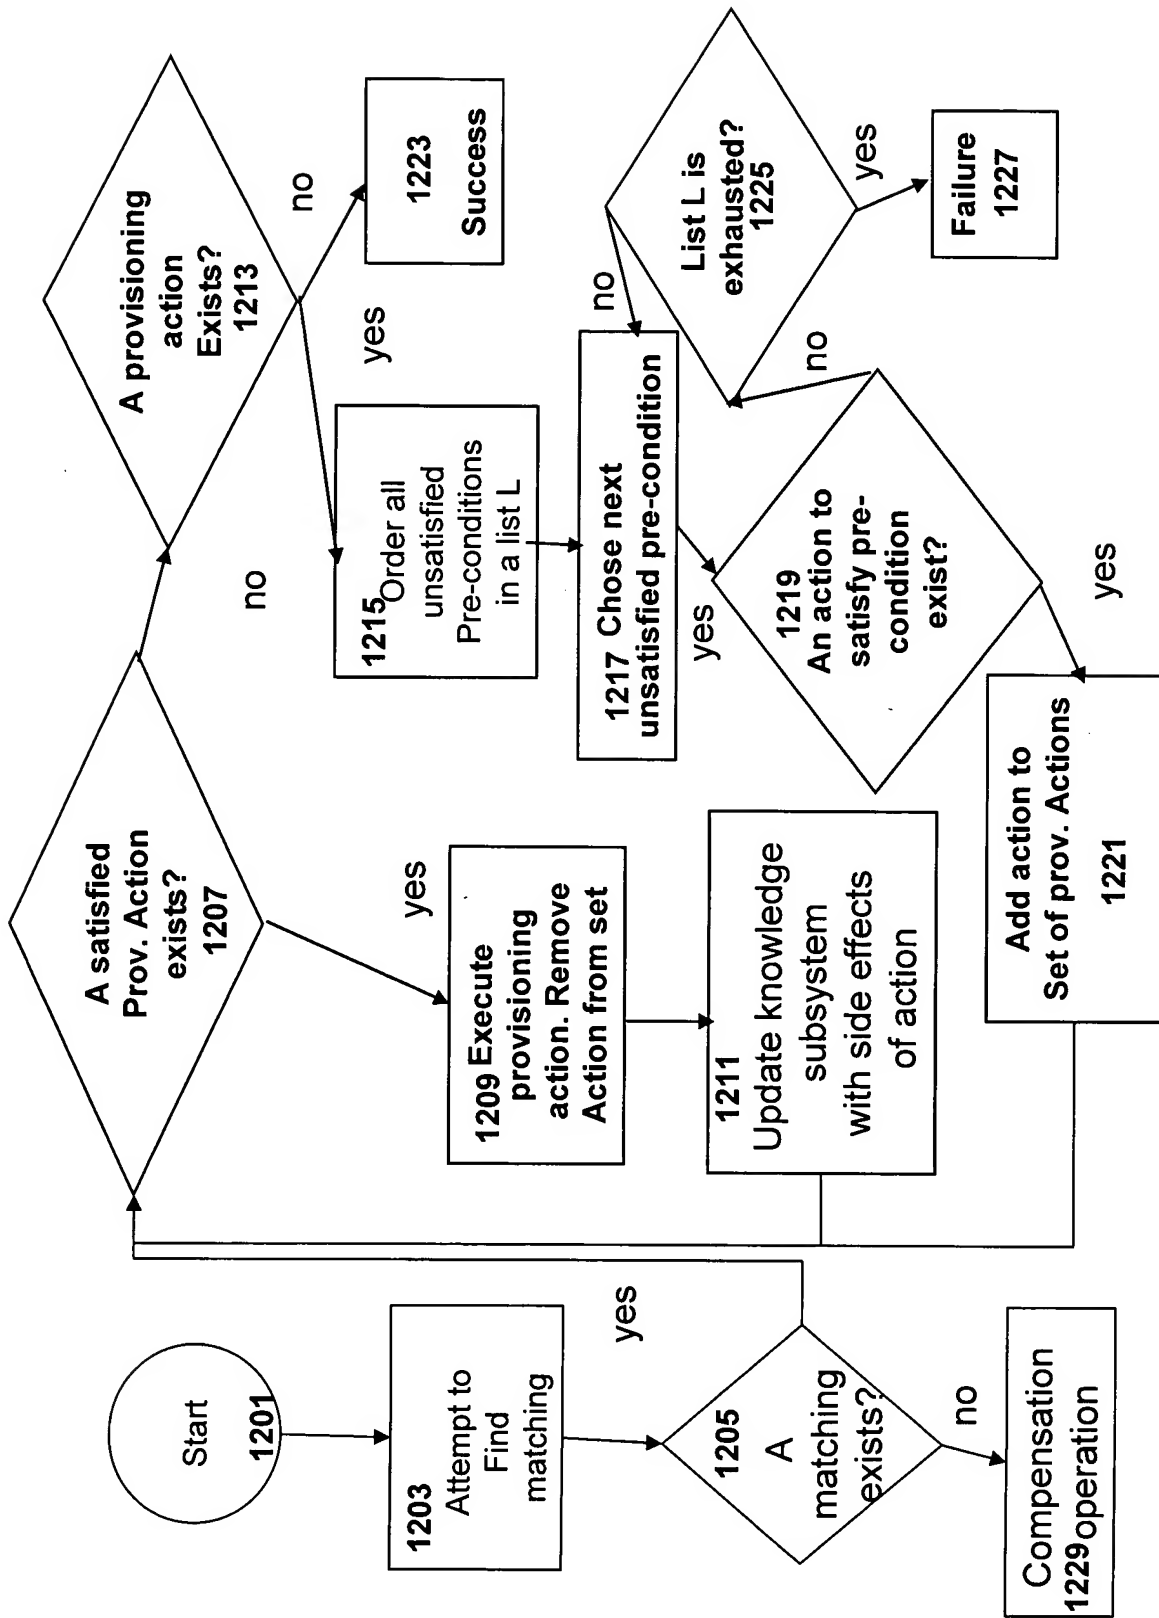 Start
1201
1203
Attempt to
Find
matching
yes
1205
A
matching
exists?
no
Compensation
1229 operation
A satisfied
Prov. Action
exists?
1207
no
yes
1209 Execute
provisioning
action. Remove
Action from set
1211
Update knowledge
subsystem
with side effects
of action
A provisioning
action
Exists?
1213
no
yes
1223
Success
1215 Order all
unsatisfied
Pre-conditions
in a list L
1217 Chose next
unsatisfied pre-condition
yes
no
List L is
exhausted?
1225
yes
no
Failure
1227
1219
An action to
satisfy pre-
condition
exist?
yes
Add action to
Set of prov. Actions
1221